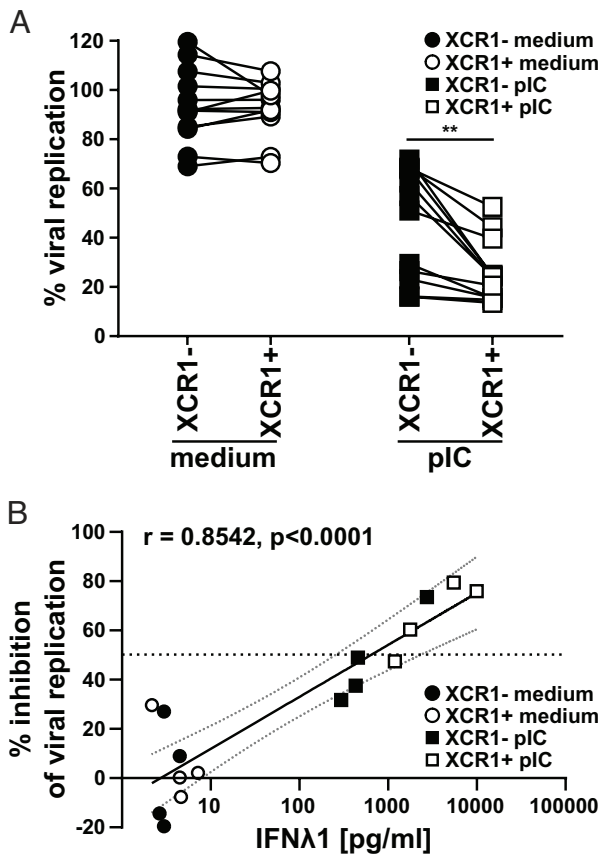 A
120
100
80
60
40
20
0
% viral replication
XCR1- medium
XCR1+ medium
XCR1- pIC
XCR1+ pIC
**
XCR1-
XCR1+
XCR1-
XCR1+
medium
pIC
B
r = 0.8542, p<0.0001
100
80
60
40
20
0
-20
% inhibition
of viral replication
XCR1- medium
XCR1+ medium
XCR1- pIC
XCR1+ pIC
10
100
1000
10000
100000
IFNλ1 [pg/ml]